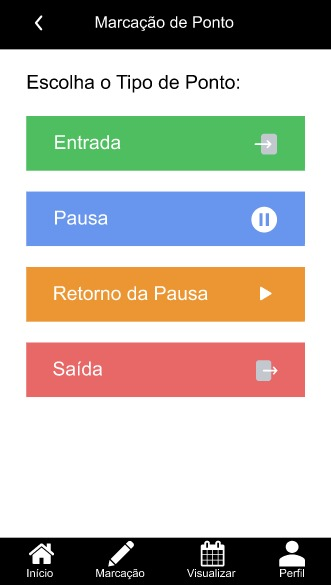 Marcação de Ponto
Escolha o Tipo de Ponto:
Entrada
Pausa
Retorno da Pausa
Saída
Início
Marcação
Visualizar
Perfil